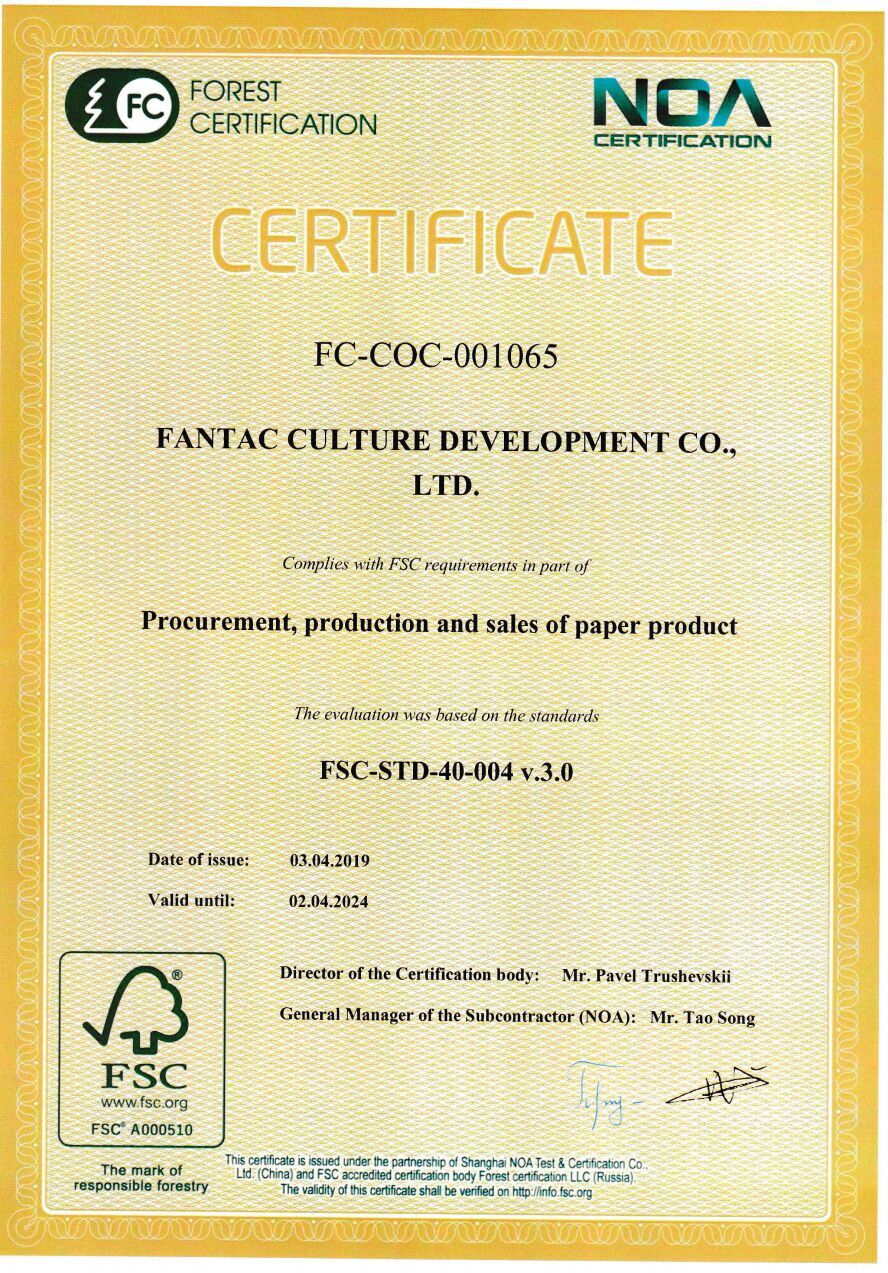 FC
FOREST
CERTIFICATION
NOA
CERTIFICATION
CERTIFICATE
FC-COC-001065
FANTAC CULTURE DEVELOPMENT CO.,
LTD.
Complies with FSC requirements in part of
Procurement, production and sales of paper product
The evaluation was based on the standards
FSC-STD-40-004 v.3.0
Date of issue: 03.04.2019
Valid until: 02.04.2024
Director of the Certification body: Mr. Pavel Trushevskii
General Manager of the Subcontractor (NOA): Mr. Tao Song
®
FSC
www.fsc.org
FSC® A000510
The mark of
responsible forestry
This certificate is issued under the partnership of Shanghai NOA Test & Certification Co.,
Ltd. (China) and FSC accredited certification body Forest certification LLC (Russia).
The validity of this certificate shall be verified on http://info.fsc.org